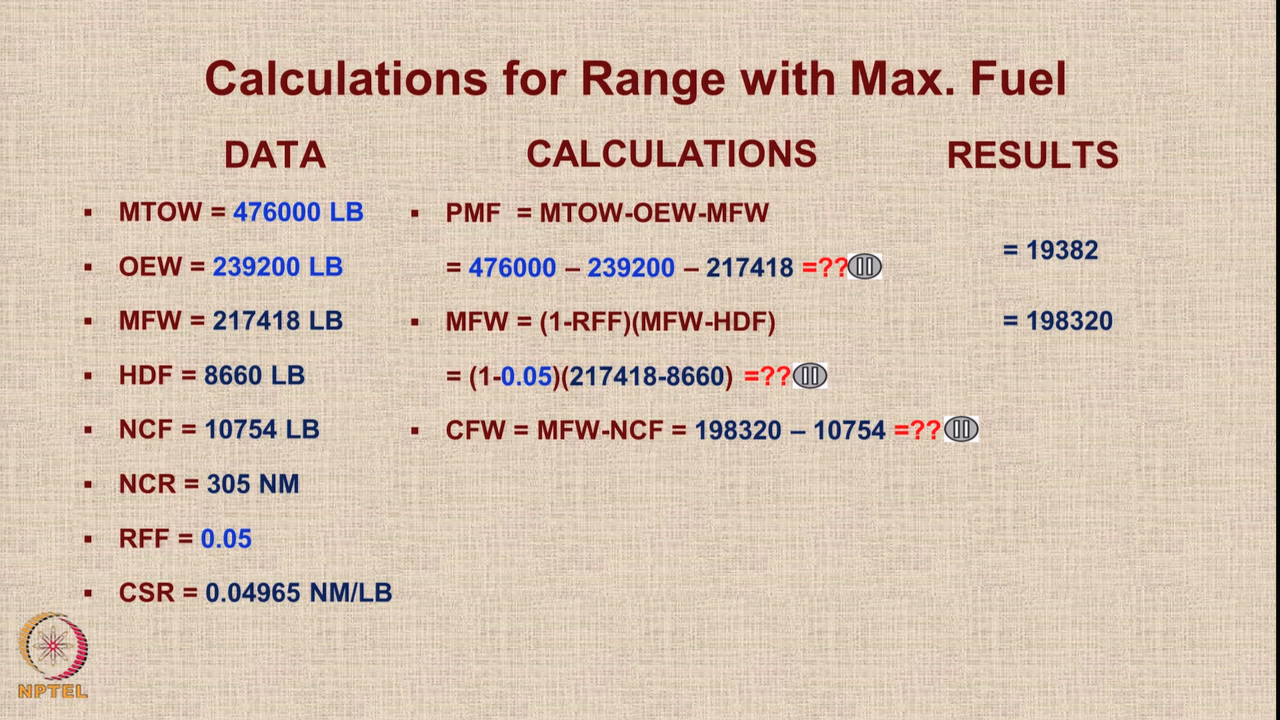 Calculations for Range with Max. Fuel
DATA
MTOW = 476000 LB
OEW = 239200 LB
MFW = 217418 LB
HDF = 8660 LB
NCF = 10754 LB
NCR = 305 NM
RFF = 0.05
CSR = 0.04965 NM/LB
CALCULATIONS
PMF = MTOW-OEW-MFW
= 476000 – 239200 – 217418 =??
MFW = (1-RFF)(MFW-HDF)
= (1-0.05)(217418-8660) =??
CFW = MFW-NCF = 198320 – 10754 =??
RESULTS
= 19382
= 198320
NPTEL